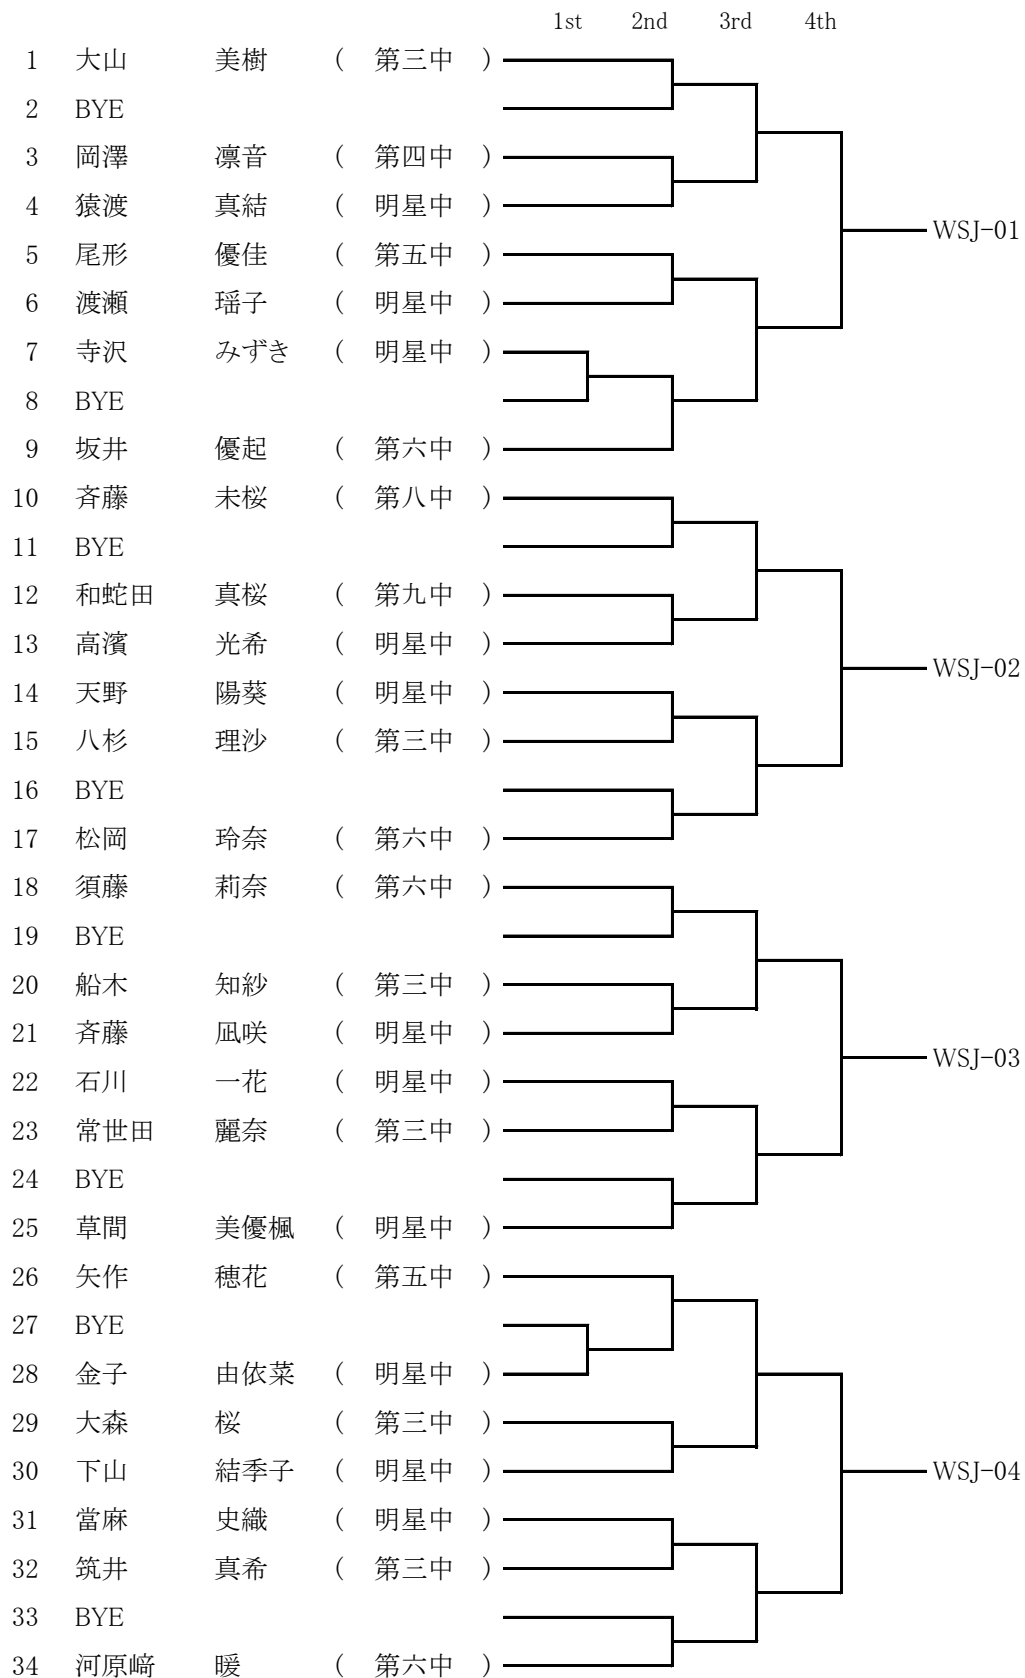 1st 2nd 3rd 4th
1 大山 美樹 ( 第三中 )
2 BYE
3 岡澤 凛音 ( 第四中 )
4 猿渡 真結 ( 明星中 )
WSJ-01
5 尾形 優佳 ( 第五中 )
6 渡瀬 瑶子 ( 明星中 )
7 寺沢 みずき ( 明星中 )
8 BYE
9 坂井 優起 ( 第六中 )
10 斉藤 未桜 ( 第八中 )
11 BYE
12 和蛇田 真桜 ( 第九中 )
13 高濱 光希 ( 明星中 )
WSJ-02
14 天野 陽葵 ( 明星中 )
15 八杉 理沙 ( 第三中 )
16 BYE
17 松岡 玲奈 ( 第六中 )
18 須藤 莉奈 ( 第六中 )
19 BYE
20 船木 知紗 ( 第三中 )
21 斉藤 凪咲 ( 明星中 )
WSJ-03
22 石川 一花 ( 明星中 )
23 常世田 麗奈 ( 第三中 )
24 BYE
25 草間 美優楓 ( 明星中 )
26 矢作 穂花 ( 第五中 )
27 BYE
28 金子 由依菜 ( 明星中 )
29 大森 桜 ( 第三中 )
30 下山 結季子 ( 明星中 ) WSJ-04
31 當麻 史織 ( 明星中 )
32 筑井 真希 ( 第三中 )
33 BYE
34 河原﨑 暖 ( 第六中 )